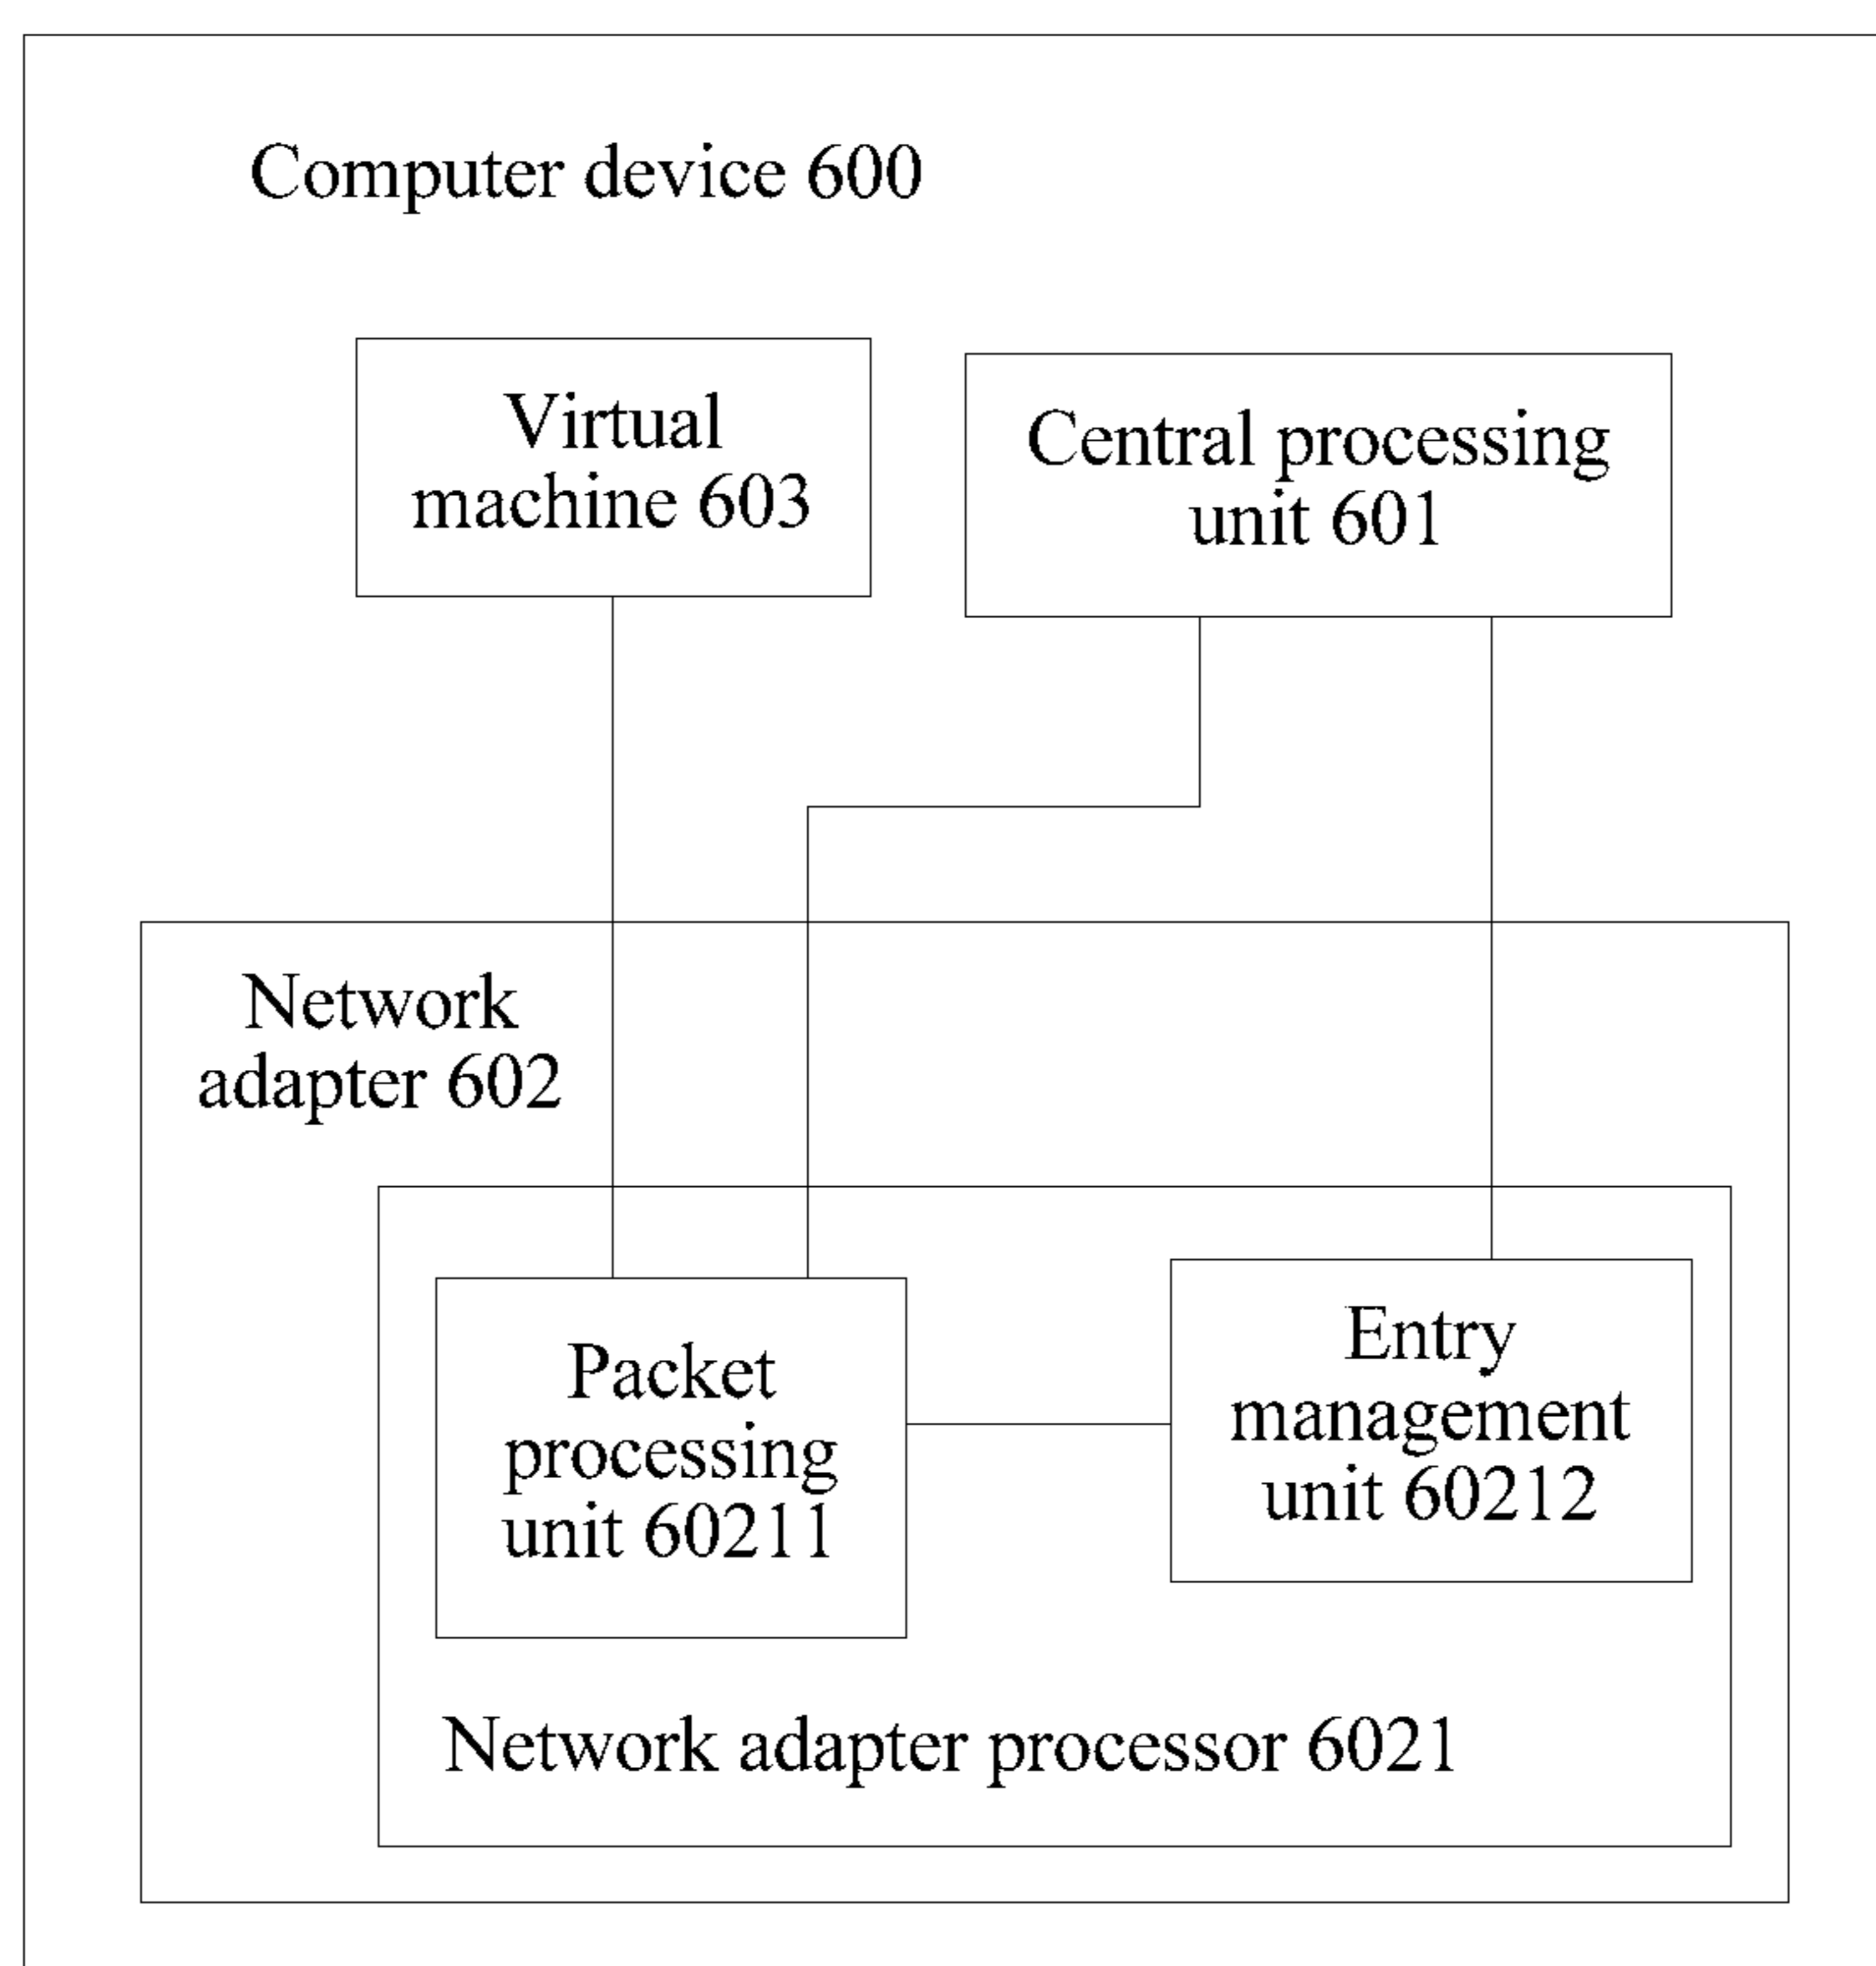 Computer device 600
Virtual
machine 603
Central processing
unit 601
Network
adapter 602
Packet
processing
unit 60211
Entry
management
unit 60212
Network adapter processor 6021